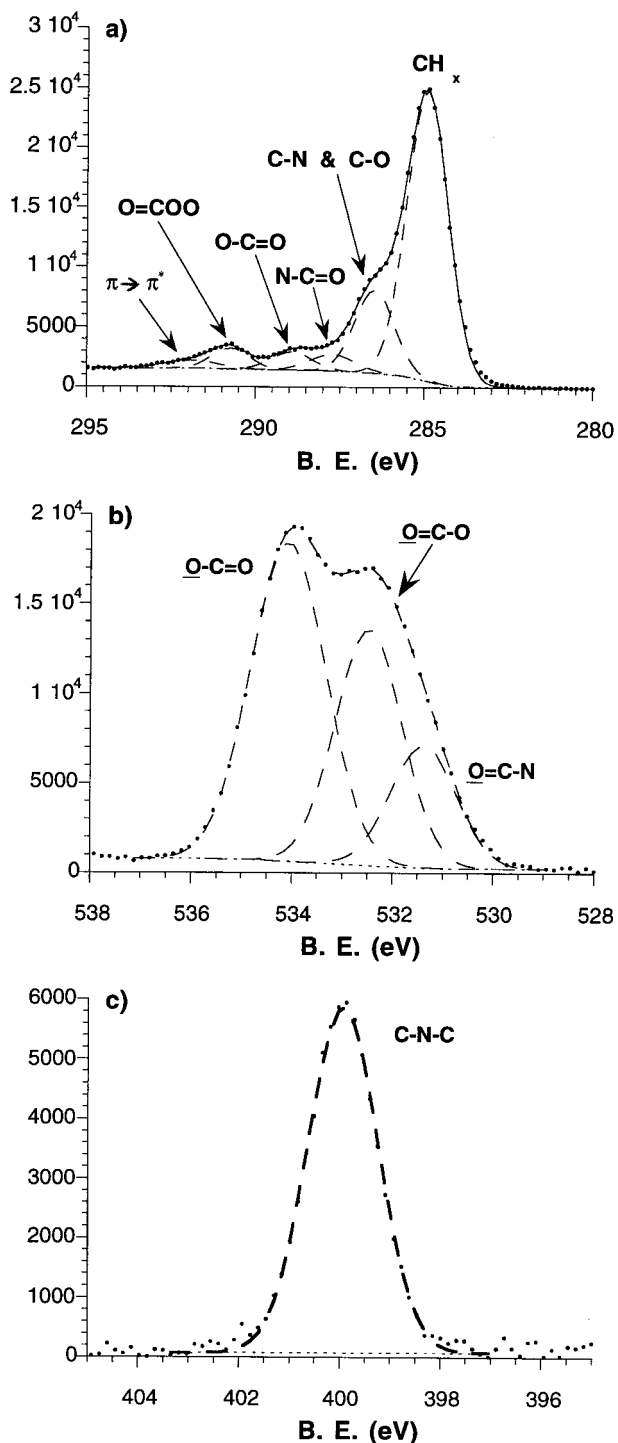 a)
3 10⁴
2.5 10⁴
2 10⁴
1.5 10⁴
1 10⁴
5000
0
CHₓ
C-N & C-O
O=COO
O-C=O
N-C=O
π→ π*
295 290 285 280
B. E. (eV)
b)
2 10⁴
1.5 10⁴
1 10⁴
5000
0
O-C=O
O=C-O
O=C-N
538 536 534 532 530 528
B. E. (eV)
c)
6000
5000
4000
3000
2000
1000
0
C-N-C
404 402 400 398 396
B. E. (eV)